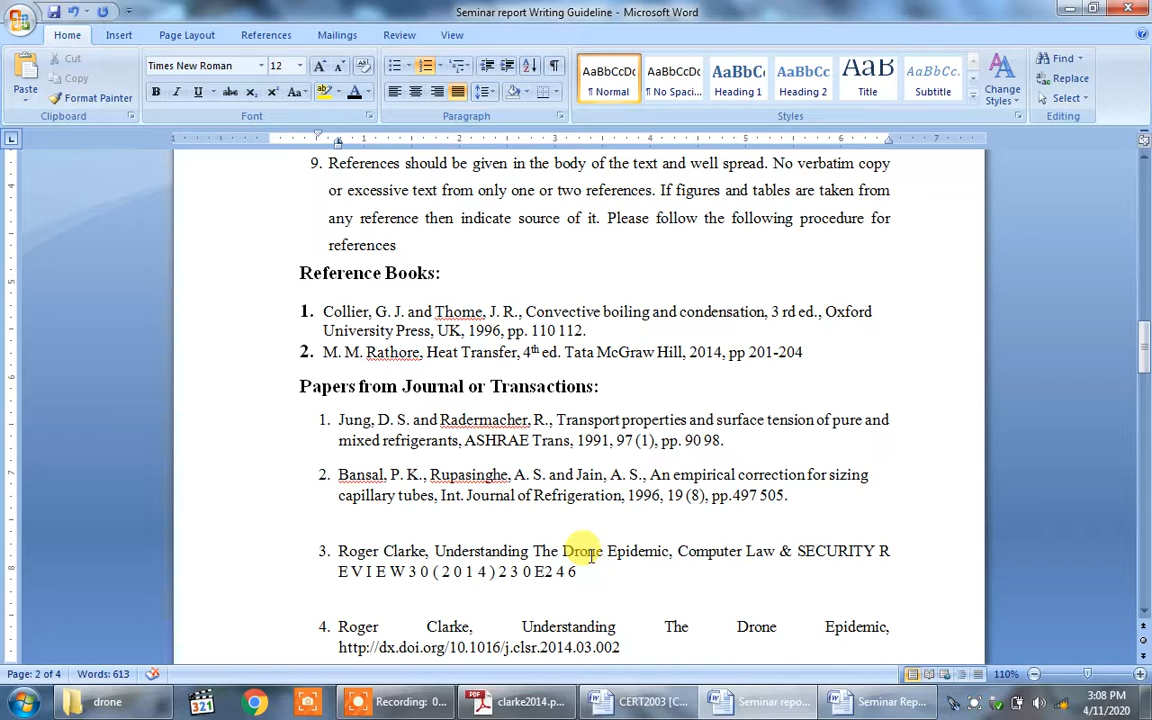 Seminar report Writing Guideline - Microsoft Word
Home Insert Page Layout References Mailings Review View
Paste
Cut
Copy
Format Painter
Clipboard
Times New Roman 12
Font
Paragraph
AaBbCcDc AaBbCcDc AaBbC AaBbCc AaB AaBbCc.
¶ Normal ¶ No Spaci... Heading 1 Heading 2 Title Subtitle
Change Styles
Styles
Find
Replace
Select
Editing
9. References should be given in the body of the text and well spread. No verbatim copy
or excessive text from only one or two references. If figures and tables are taken from
any reference then indicate source of it. Please follow the following procedure for
references
Reference Books:
1. Collier, G. J. and Thome, J. R., Convective boiling and condensation, 3 rd ed., Oxford
University Press, UK, 1996, pp. 110 112.
2. M. M. Rathore, Heat Transfer, 4th ed. Tata McGraw Hill, 2014, pp 201-204
Papers from Journal or Transactions:
1. Jung, D. S. and Radermacher, R., Transport properties and surface tension of pure and
mixed refrigerants, ASHRAE Trans, 1991, 97 (1), pp. 90 98.
2. Bansal, P. K., Rupasinghe, A. S. and Jain, A. S., An empirical correction for sizing
capillary tubes, Int. Journal of Refrigeration, 1996, 19 (8), pp.497 505.
3. Roger Clarke, Understanding The Drone Epidemic, Computer Law & SECURITY R
E V I E W 3 0 ( 2 0 1 4 ) 2 3 0 E2 4 6
4. Roger Clarke, Understanding The Drone Epidemic,
http://dx.doi.org/10.1016/j.clsr.2014.03.002
Page: 2 of 4 Words: 613 110%
drone 321 Recording: 0... clarke2014.p... CERT2003 [C... Seminar repo... Seminar Rep...
3:08 PM
4/11/2020